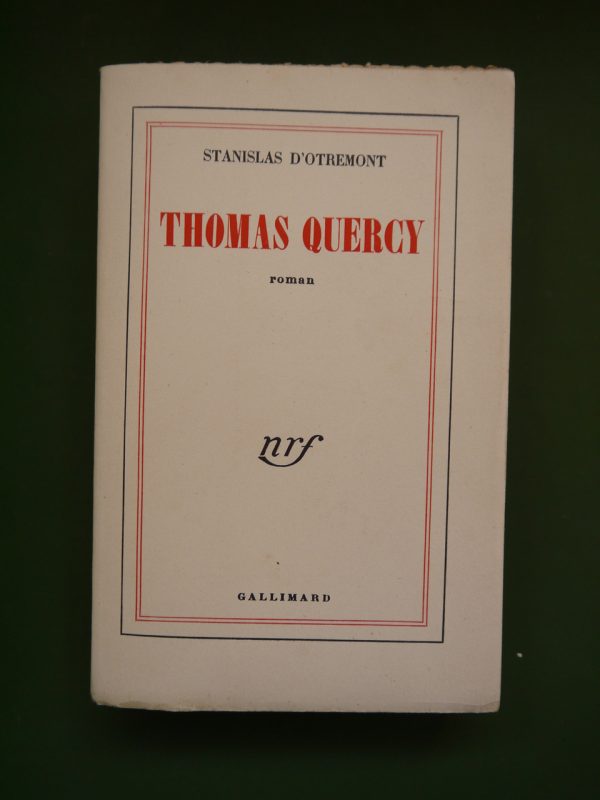 STANISLAS D'OTREMONT
THOMAS QUERCY
roman
nrf
GALLIMARD